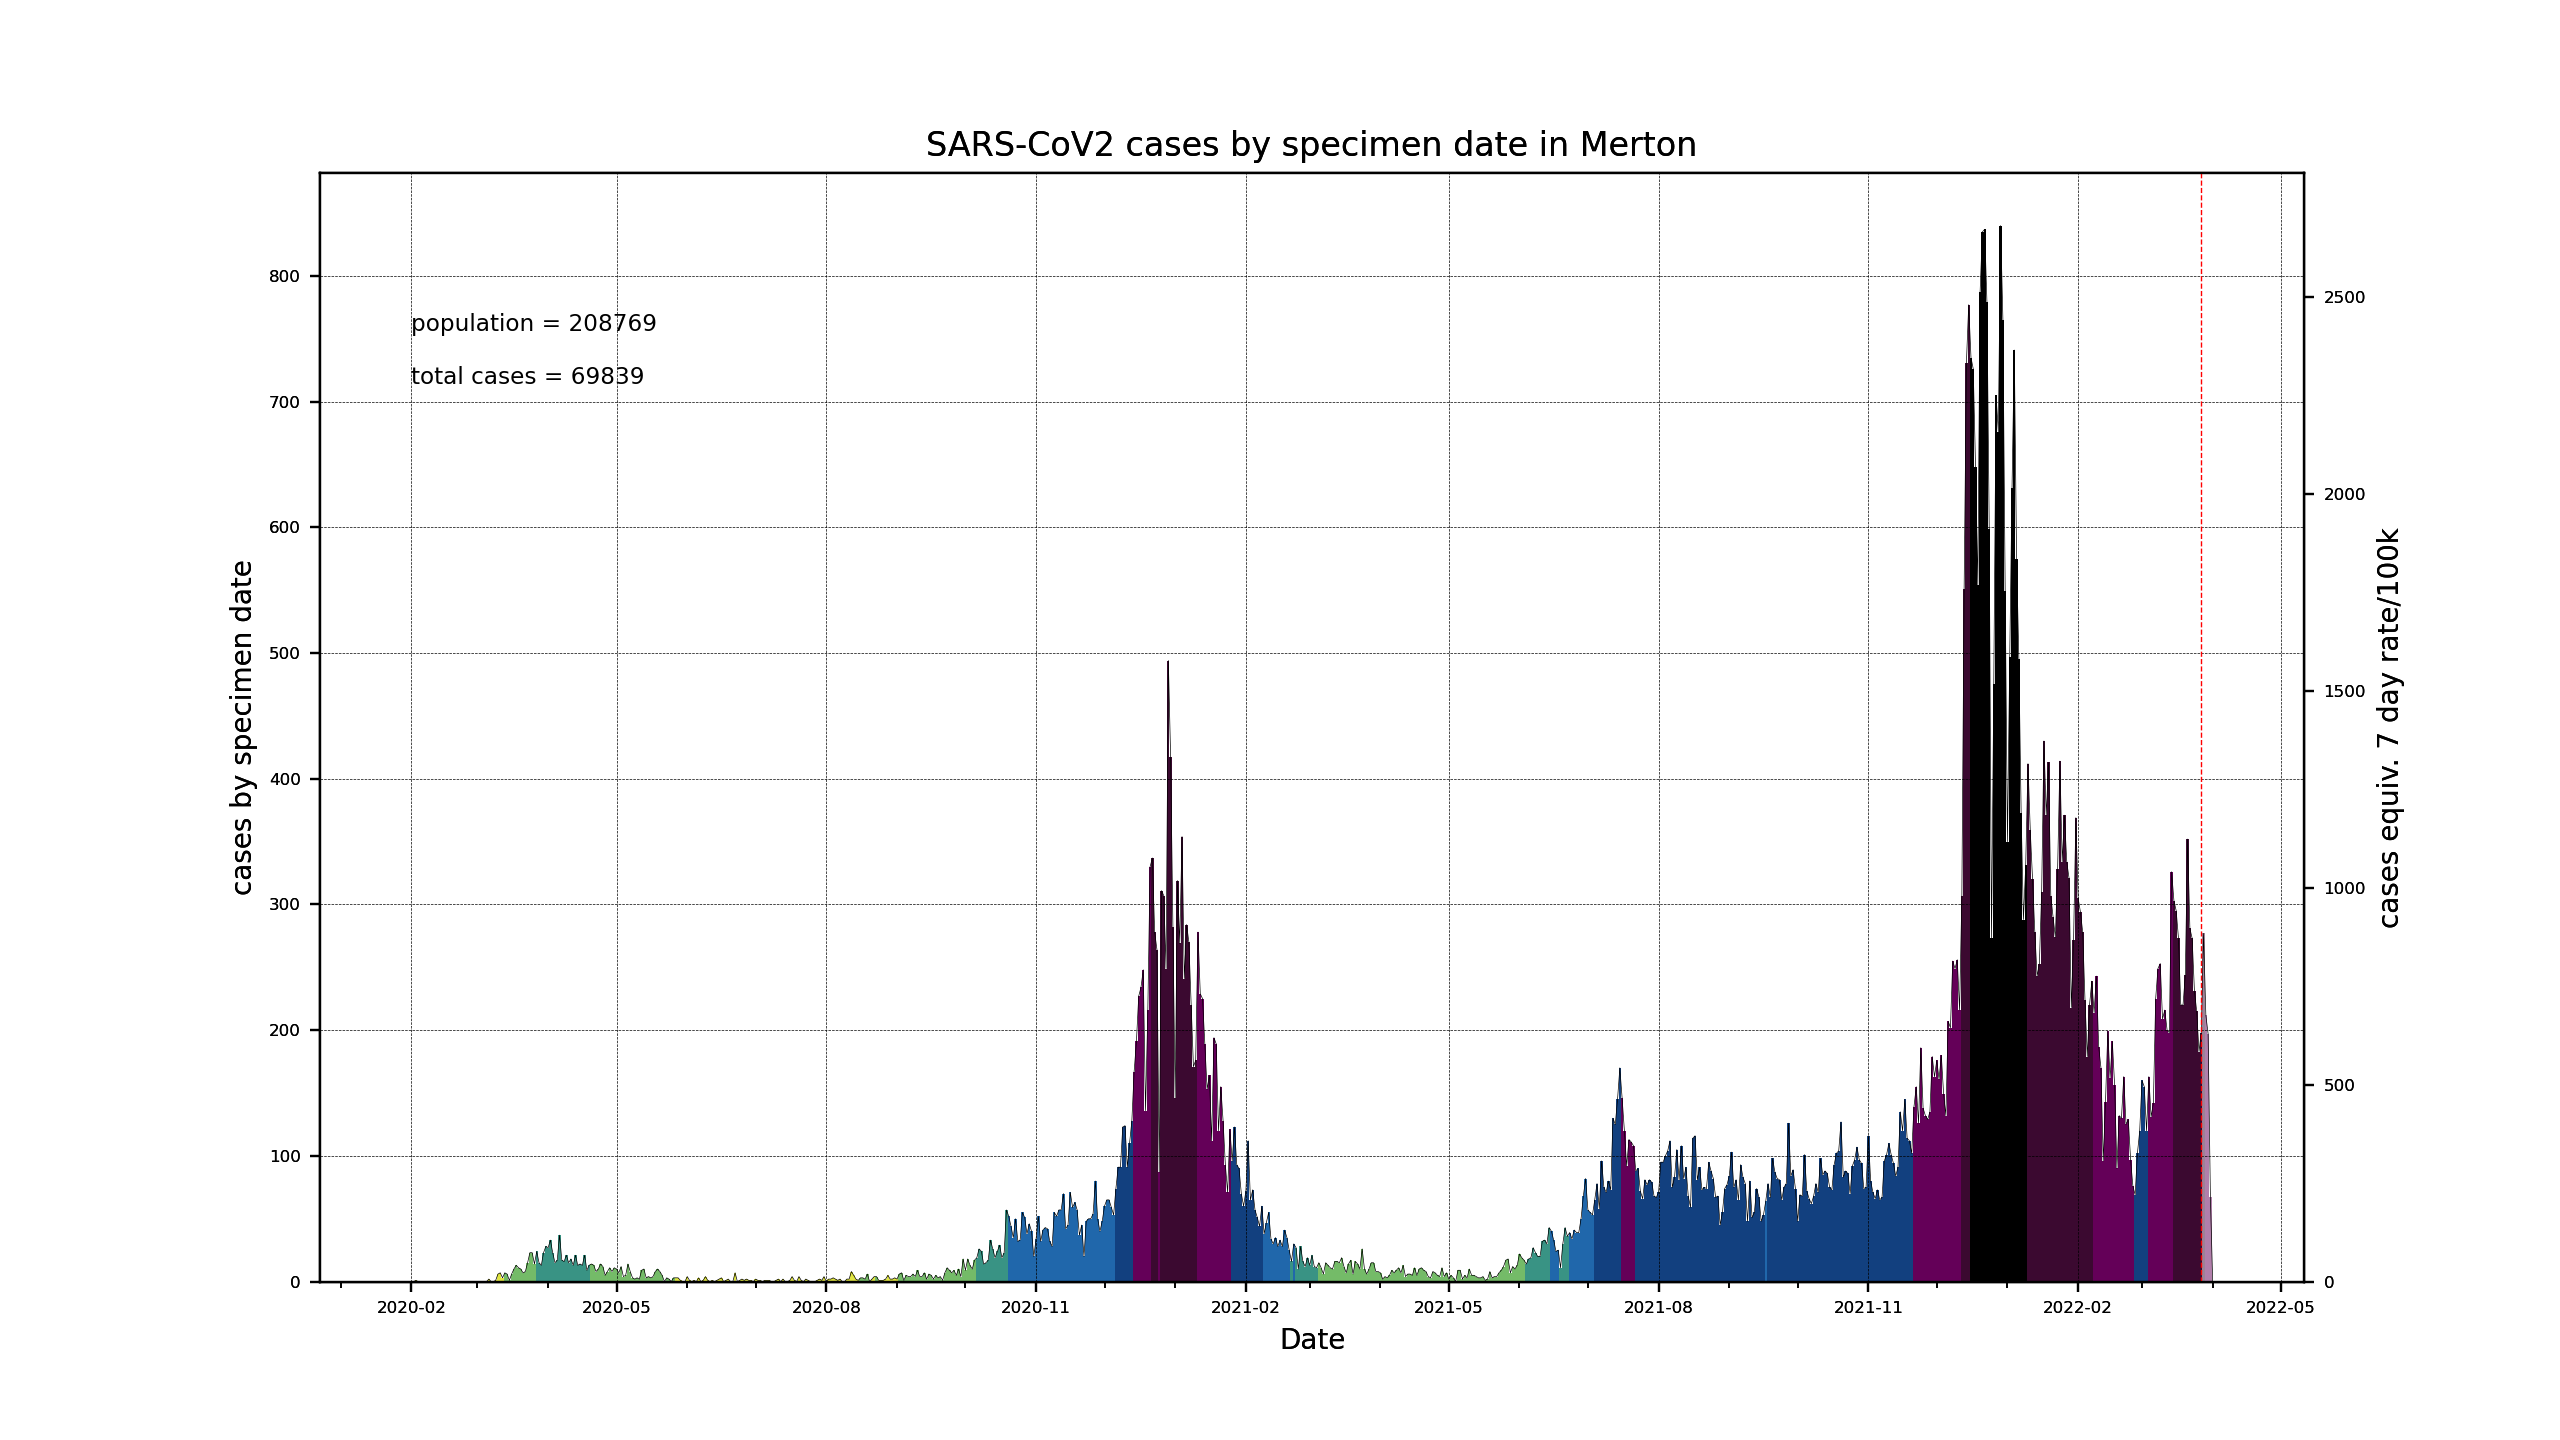 SARS-CoV2 cases by specimen date in Merton
population = 208769
total cases = 69839
cases by specimen date
800
700
600
500
400
300
200
100
0
2500
2000
1500
1000
500
0
cases equiv. 7 day rate/100k
2020-02 2020-05 2020-08 2020-11 2021-02 2021-05 2021-08 2021-11 2022-02 2022-05
Date